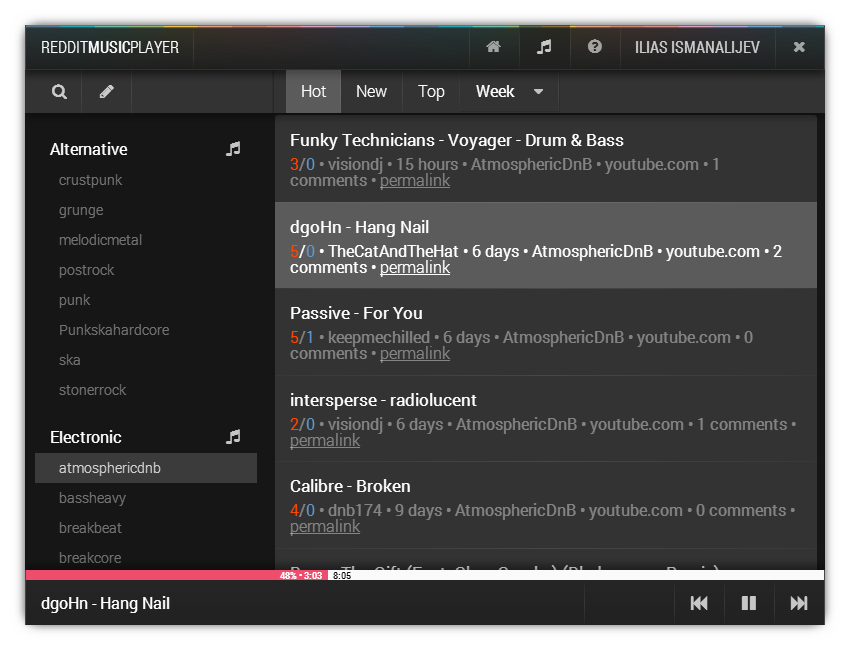 REDDITMUSICPLAYER
ILIAS ISMANALIJEV
Hot New Top Week
Alternative
crustpunk
grunge
melodicmetal
postrock
punk
Punkskahardcore
ska
stonerrock
Electronic
atmosphericdnb
bassheavy
breakbeat
breakcore
Funky Technicians - Voyager - Drum & Bass
3/0 • visiondj • 15 hours • AtmosphericDnB • youtube.com • 1
comments • permalink
dgoHn - Hang Nail
5/0 • TheCatAndTheHat • 6 days • AtmosphericDnB • youtube.com • 2
comments • permalink
Passive - For You
5/1 • keepmechilled • 6 days • AtmosphericDnB • youtube.com • 0
comments • permalink
intersperse - radiolucent
2/0 • visiondj • 6 days • AtmosphericDnB • youtube.com • 1 comments •
permalink
Calibre - Broken
4/0 • dnb174 • 9 days • AtmosphericDnB • youtube.com • 0 comments •
permalink
48% • 3:03 8:05
dgoHn - Hang Nail